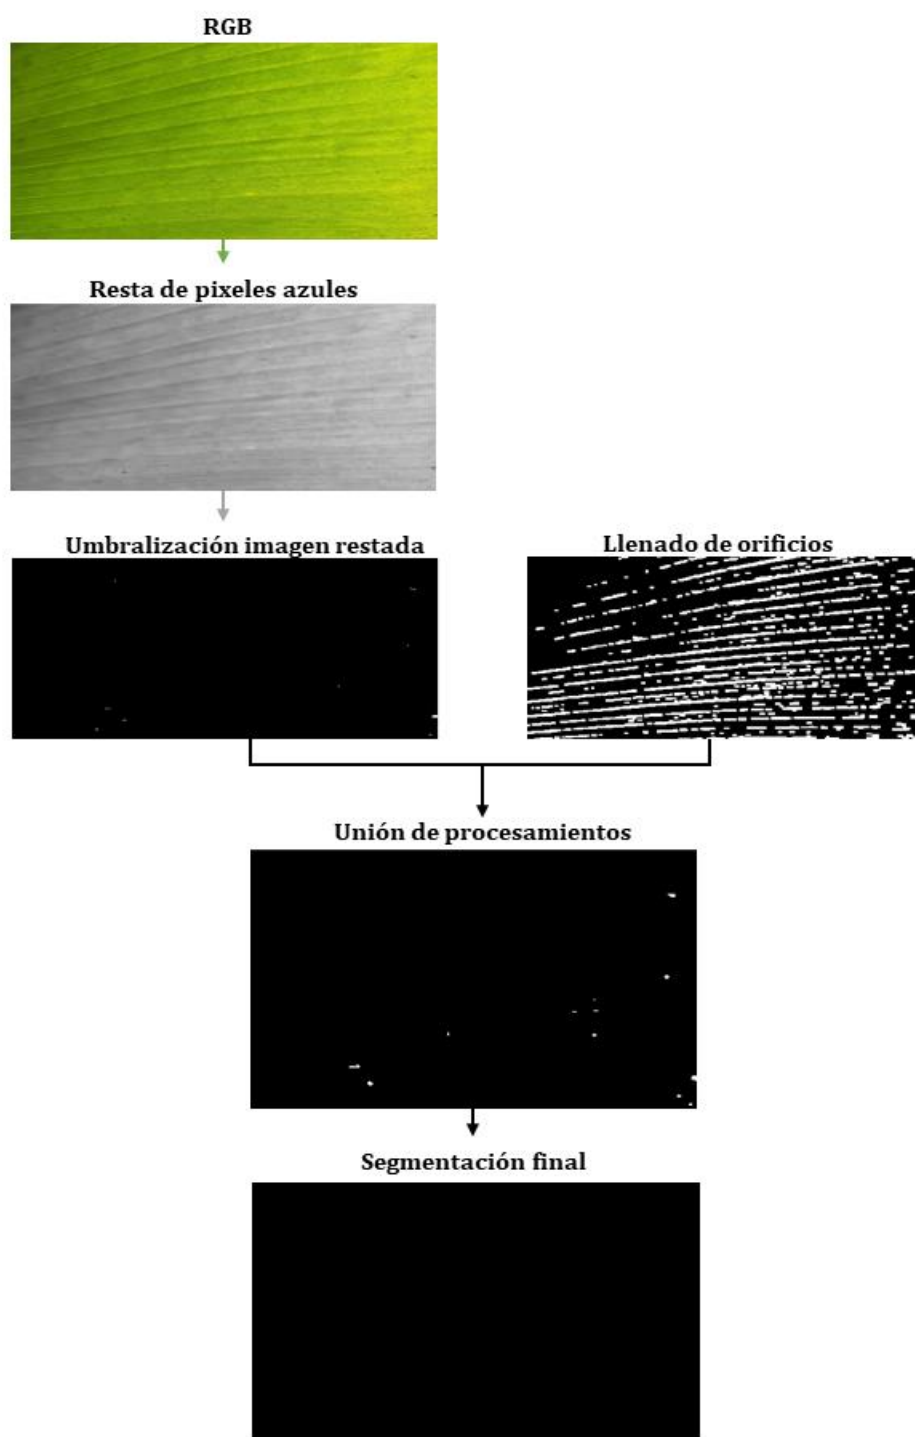 RGB
Resta de pixeles azules
Umbralización imagen restada
Llenado de orificios
Unión de procesamientos
Segmentación final